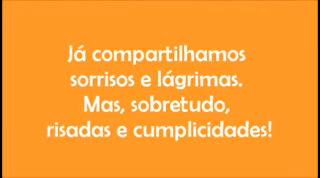 Já compartilhamos
sorrisos e lágrimas.
Mas, sobretudo,
risadas e cumplicidades!